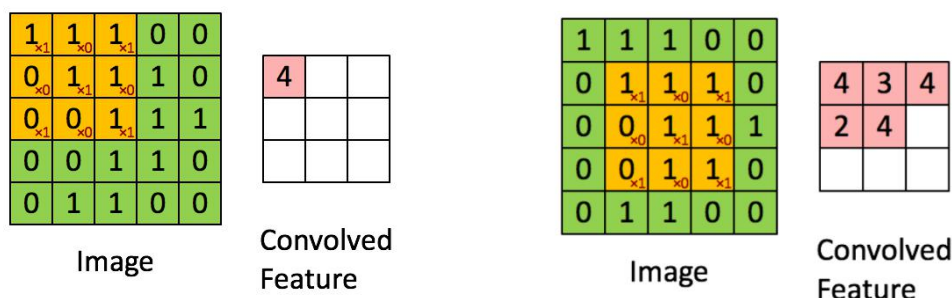 1×1 1×0 1×1 0 0
0×0 1×1 1×0 1 0
0×1 0×0 1×1 1 1
0 0 1 1 0
0 1 1 0 0
Image
4
Convolved
Feature
1 1 1 0 0
0 1×1 1×0 1×1 0
0 0×0 1×1 1×0 1
0 0×1 1×0 1×1 0
0 1 1 0 0
Image
4 3 4
2 4
Convolved
Feature